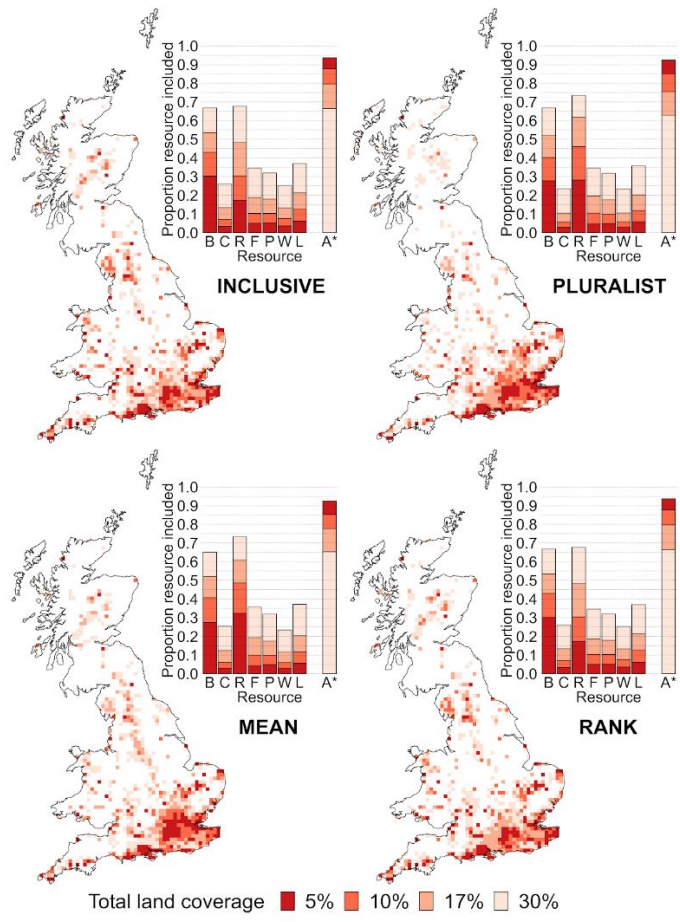 Proportion resource included
1.0
0.9
0.8
0.7
0.6
0.5
0.4
0.3
0.2
0.1
0.0
B C R F P W L A*
Resource
INCLUSIVE
Proportion resource included
1.0
0.9
0.8
0.7
0.6
0.5
0.4
0.3
0.2
0.1
0.0
B C R F P W L A*
Resource
PLURALIST
Proportion resource included
1.0
0.9
0.8
0.7
0.6
0.5
0.4
0.3
0.2
0.1
0.0
B C R F P W L A*
Resource
MEAN
Proportion resource included
1.0
0.9
0.8
0.7
0.6
0.5
0.4
0.3
0.2
0.1
0.0
B C R F P W L A*
Resource
RANK
Total land coverage 5% 10% 17% 30%